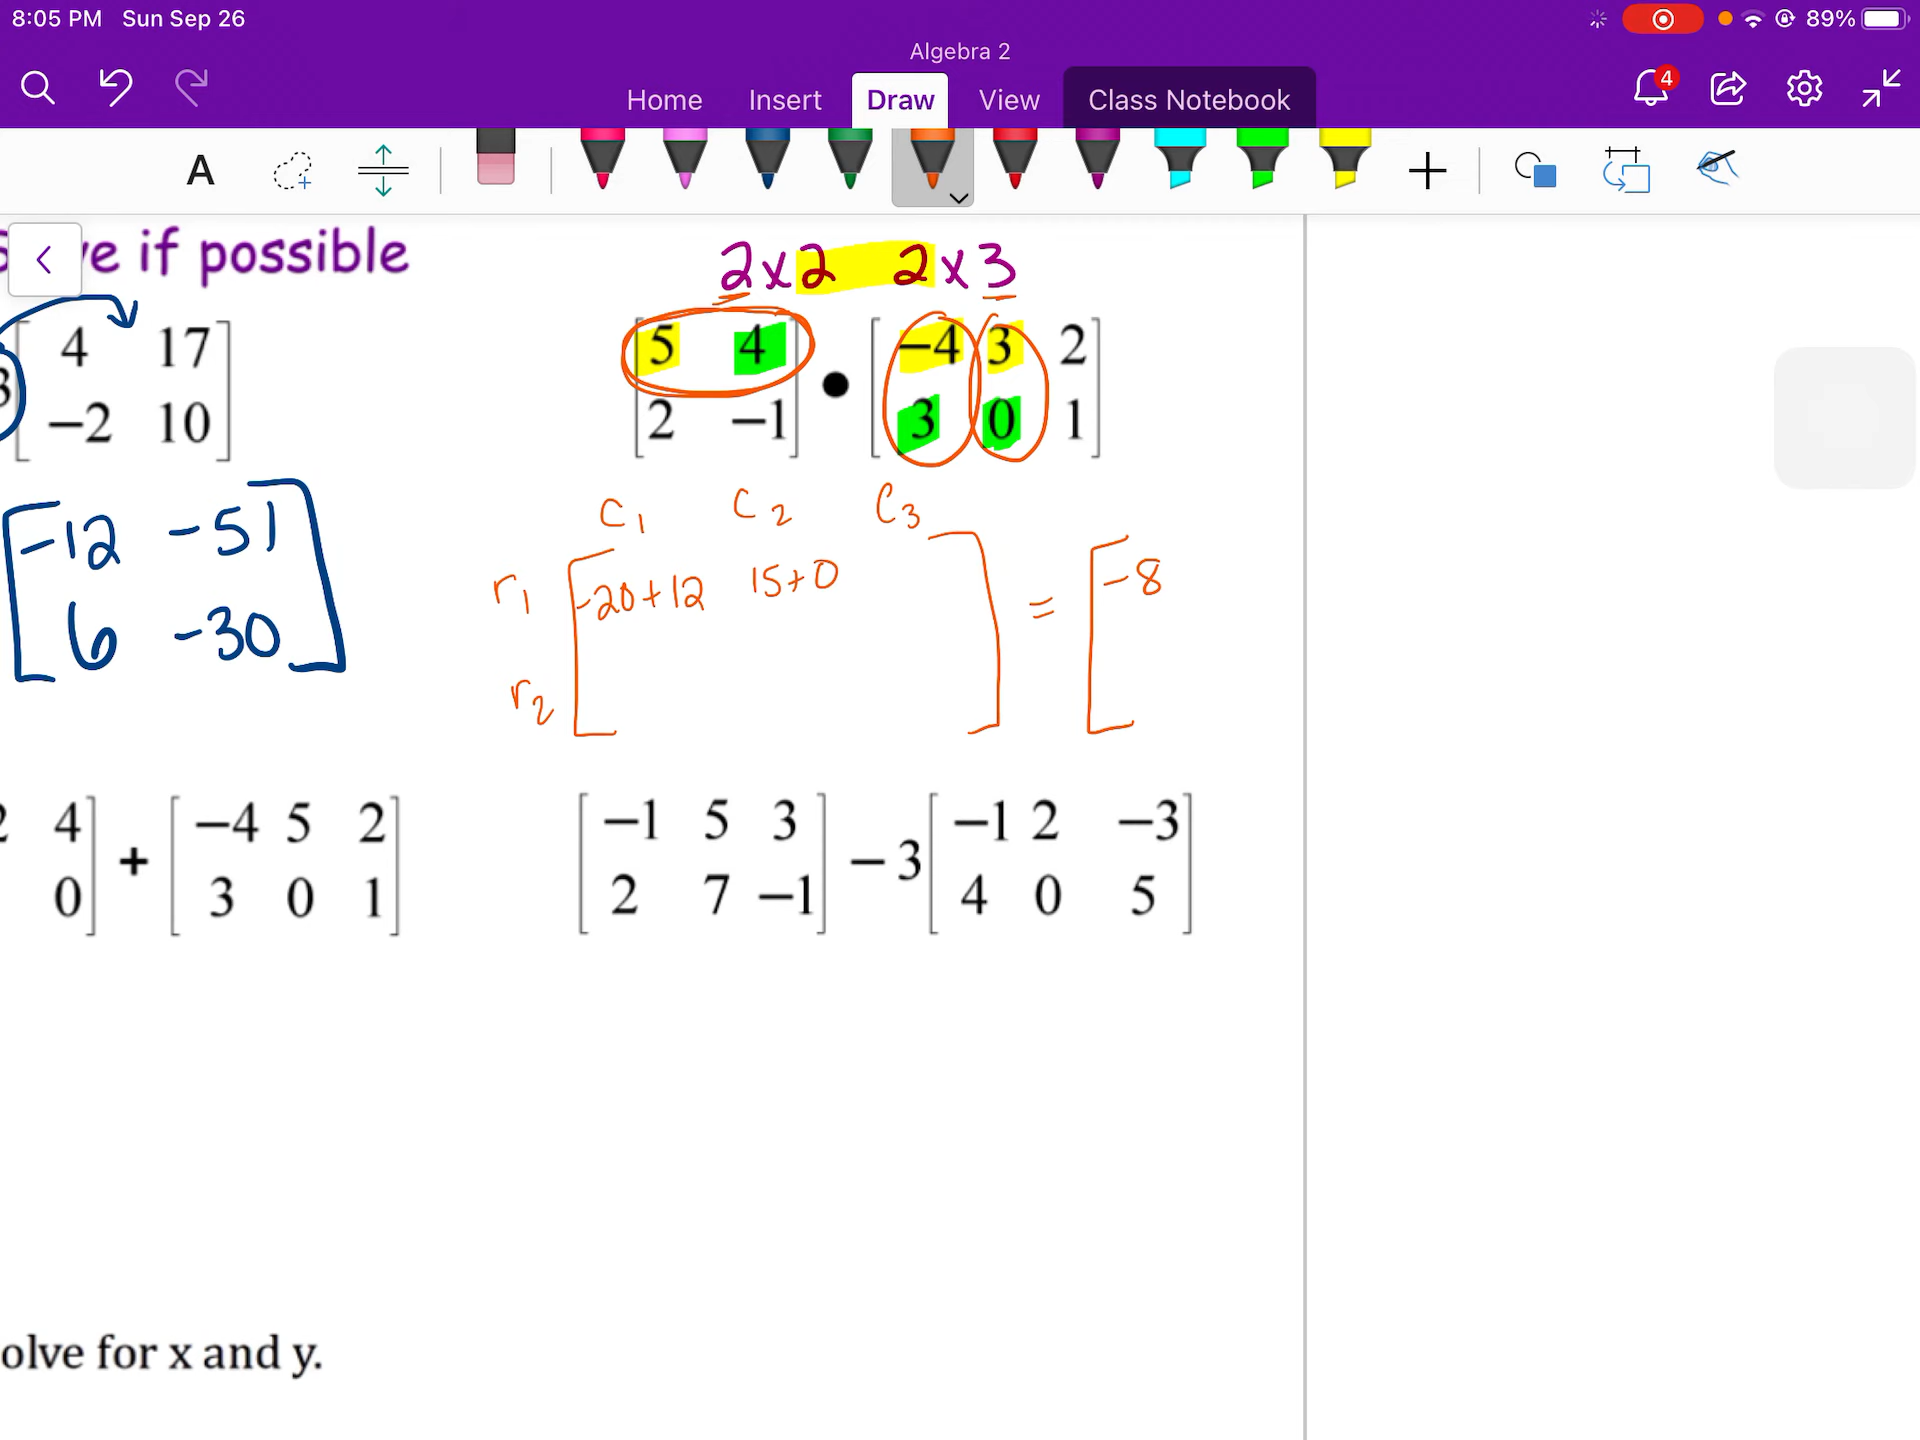 8:05 PM Sun Sep 26
89%
Algebra 2
Home Insert Draw View Class Notebook
4
A
ve if possible
2x2 2x3
[4 17]
3
[-2 10]
[5 4] • [-4 3 2]
[2 -1] [3 0 1]
[-12 -51]
[6 -30]
C1 C2 C3
r1 [-20+12 15+0 ] = [-8
r2
4] + [-4 5 2]
0] [3 0 1]
[-1 5 3] - 3 [-1 2 -3]
[2 7 -1] [4 0 5]
olve for x and y.